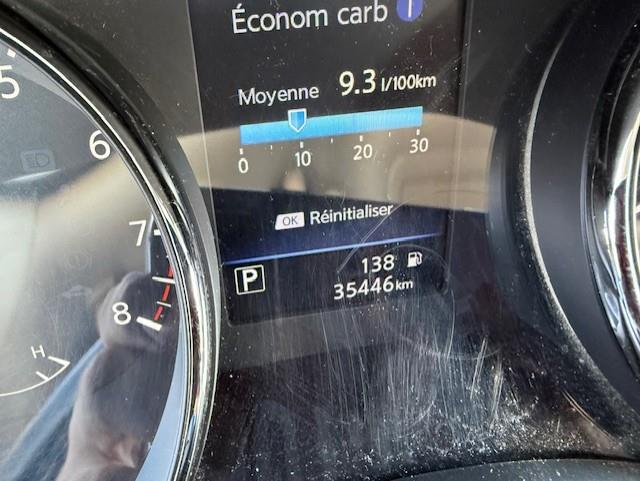 Économ carb 1
Moyenne 9.3 l/100km
0 10 20 30
OK Réinitialiser
P 138
35446 km
5
6
7
8
H